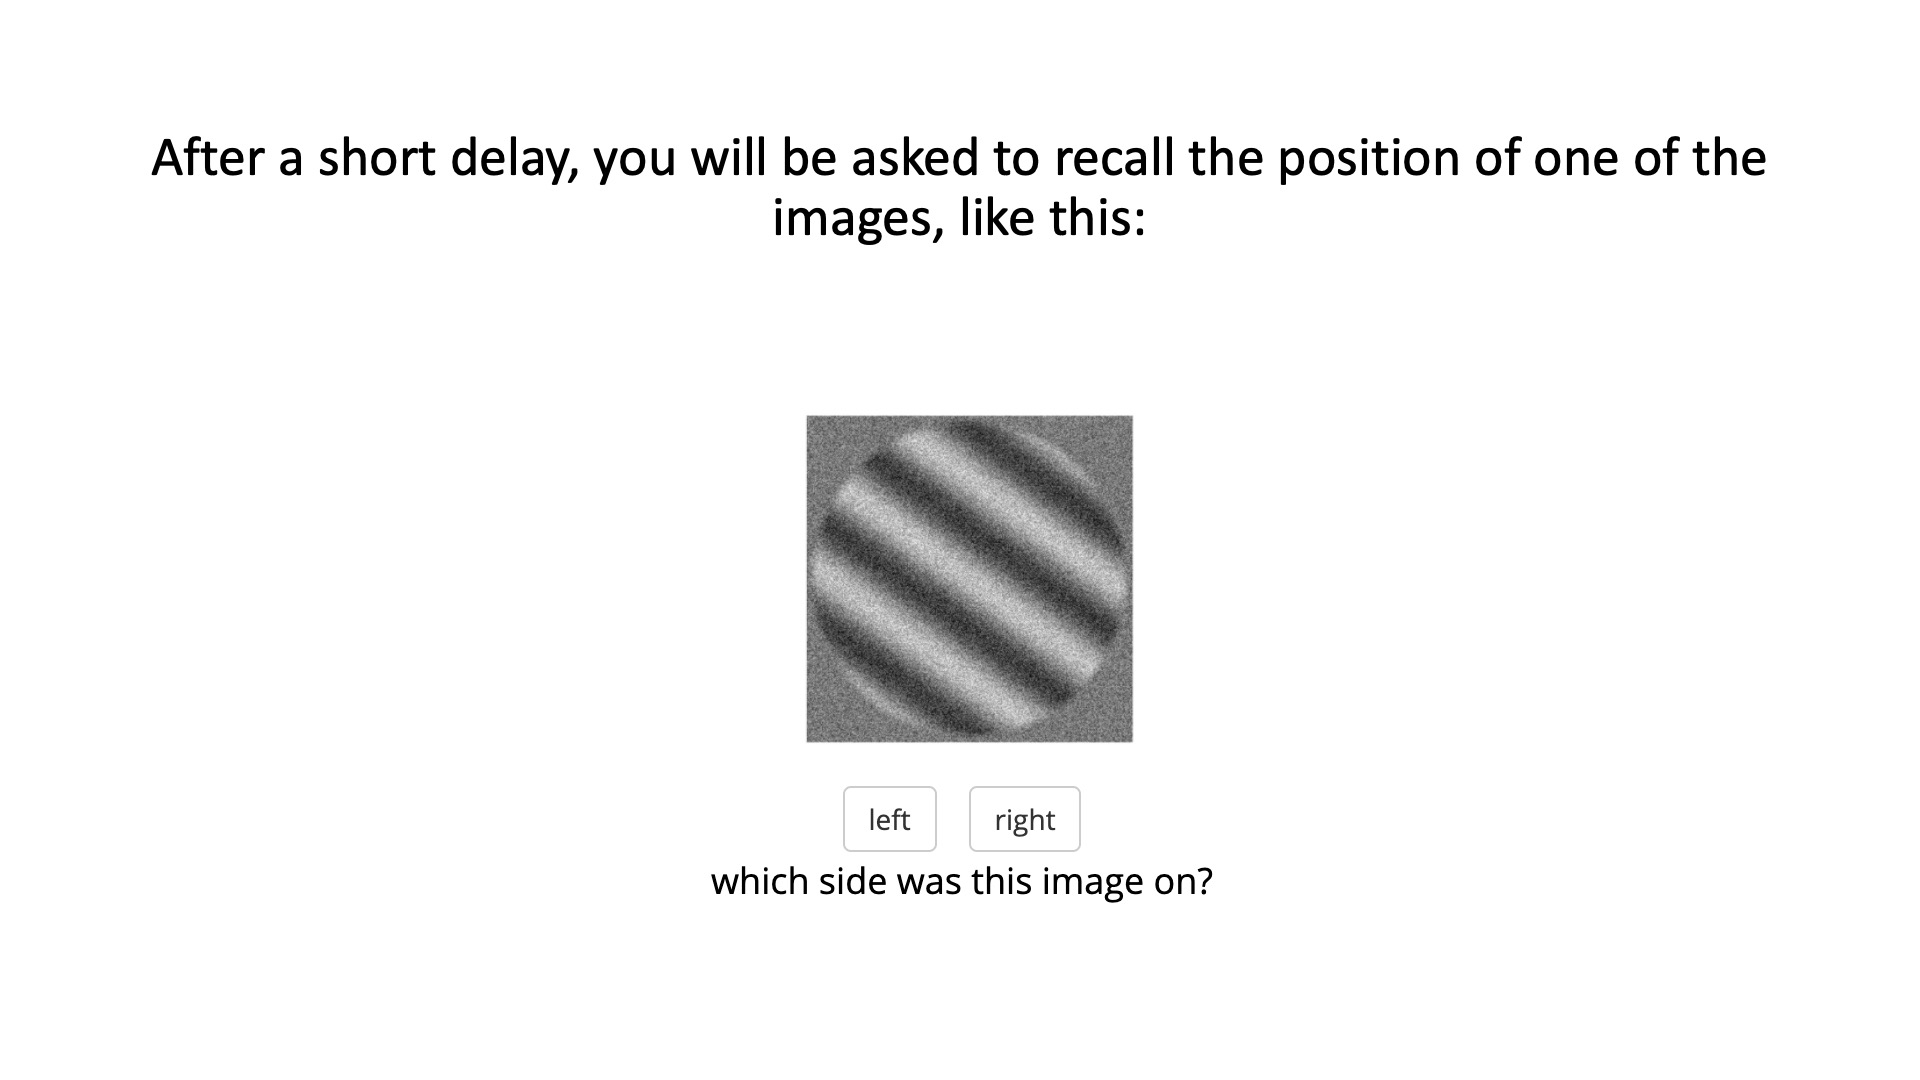 After a short delay, you will be asked to recall the position of one of the
images, like this:
left right
which side was this image on?